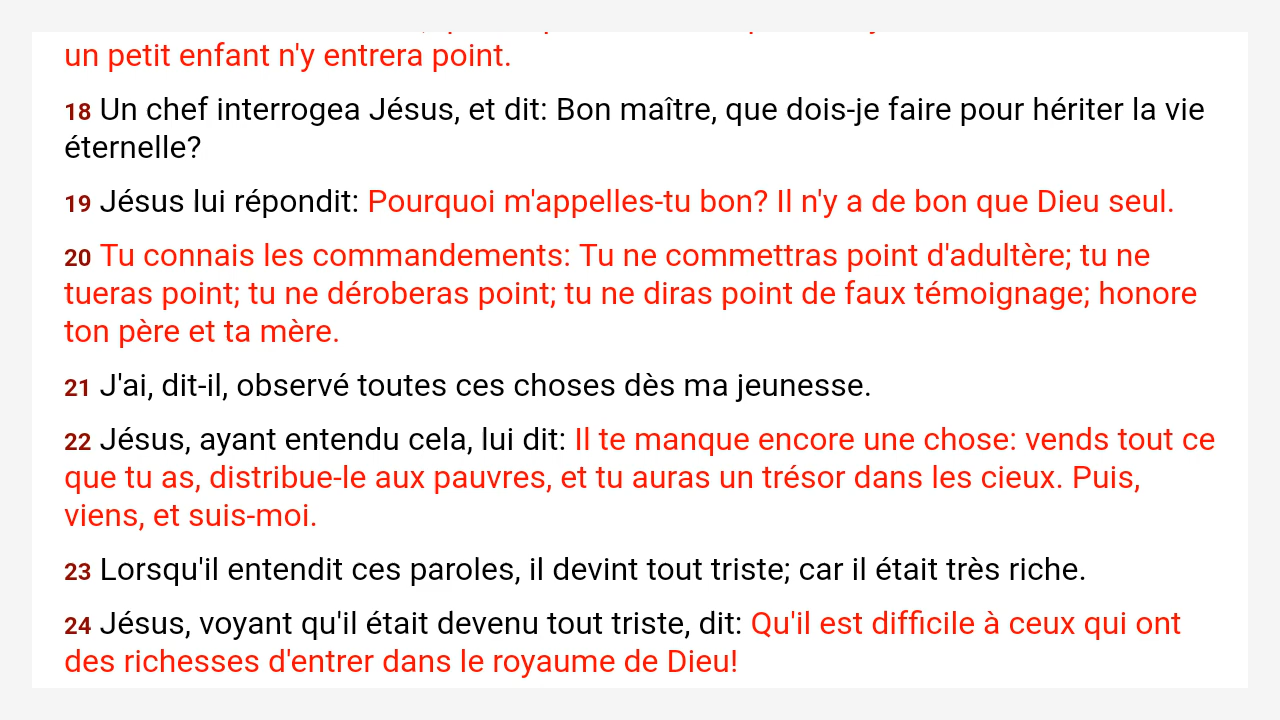 un petit enfant n'y entrera point.
18 Un chef interrogea Jésus, et dit: Bon maître, que dois-je faire pour hériter la vie
éternelle?
19 Jésus lui répondit: Pourquoi m'appelles-tu bon? Il n'y a de bon que Dieu seul.
20 Tu connais les commandements: Tu ne commettras point d'adultère; tu ne
tueras point; tu ne déroberas point; tu ne diras point de faux témoignage; honore
ton père et ta mère.
21 J'ai, dit-il, observé toutes ces choses dès ma jeunesse.
22 Jésus, ayant entendu cela, lui dit: Il te manque encore une chose: vends tout ce
que tu as, distribue-le aux pauvres, et tu auras un trésor dans les cieux. Puis,
viens, et suis-moi.
23 Lorsqu'il entendit ces paroles, il devint tout triste; car il était très riche.
24 Jésus, voyant qu'il était devenu tout triste, dit: Qu'il est difficile à ceux qui ont
des richesses d'entrer dans le royaume de Dieu!